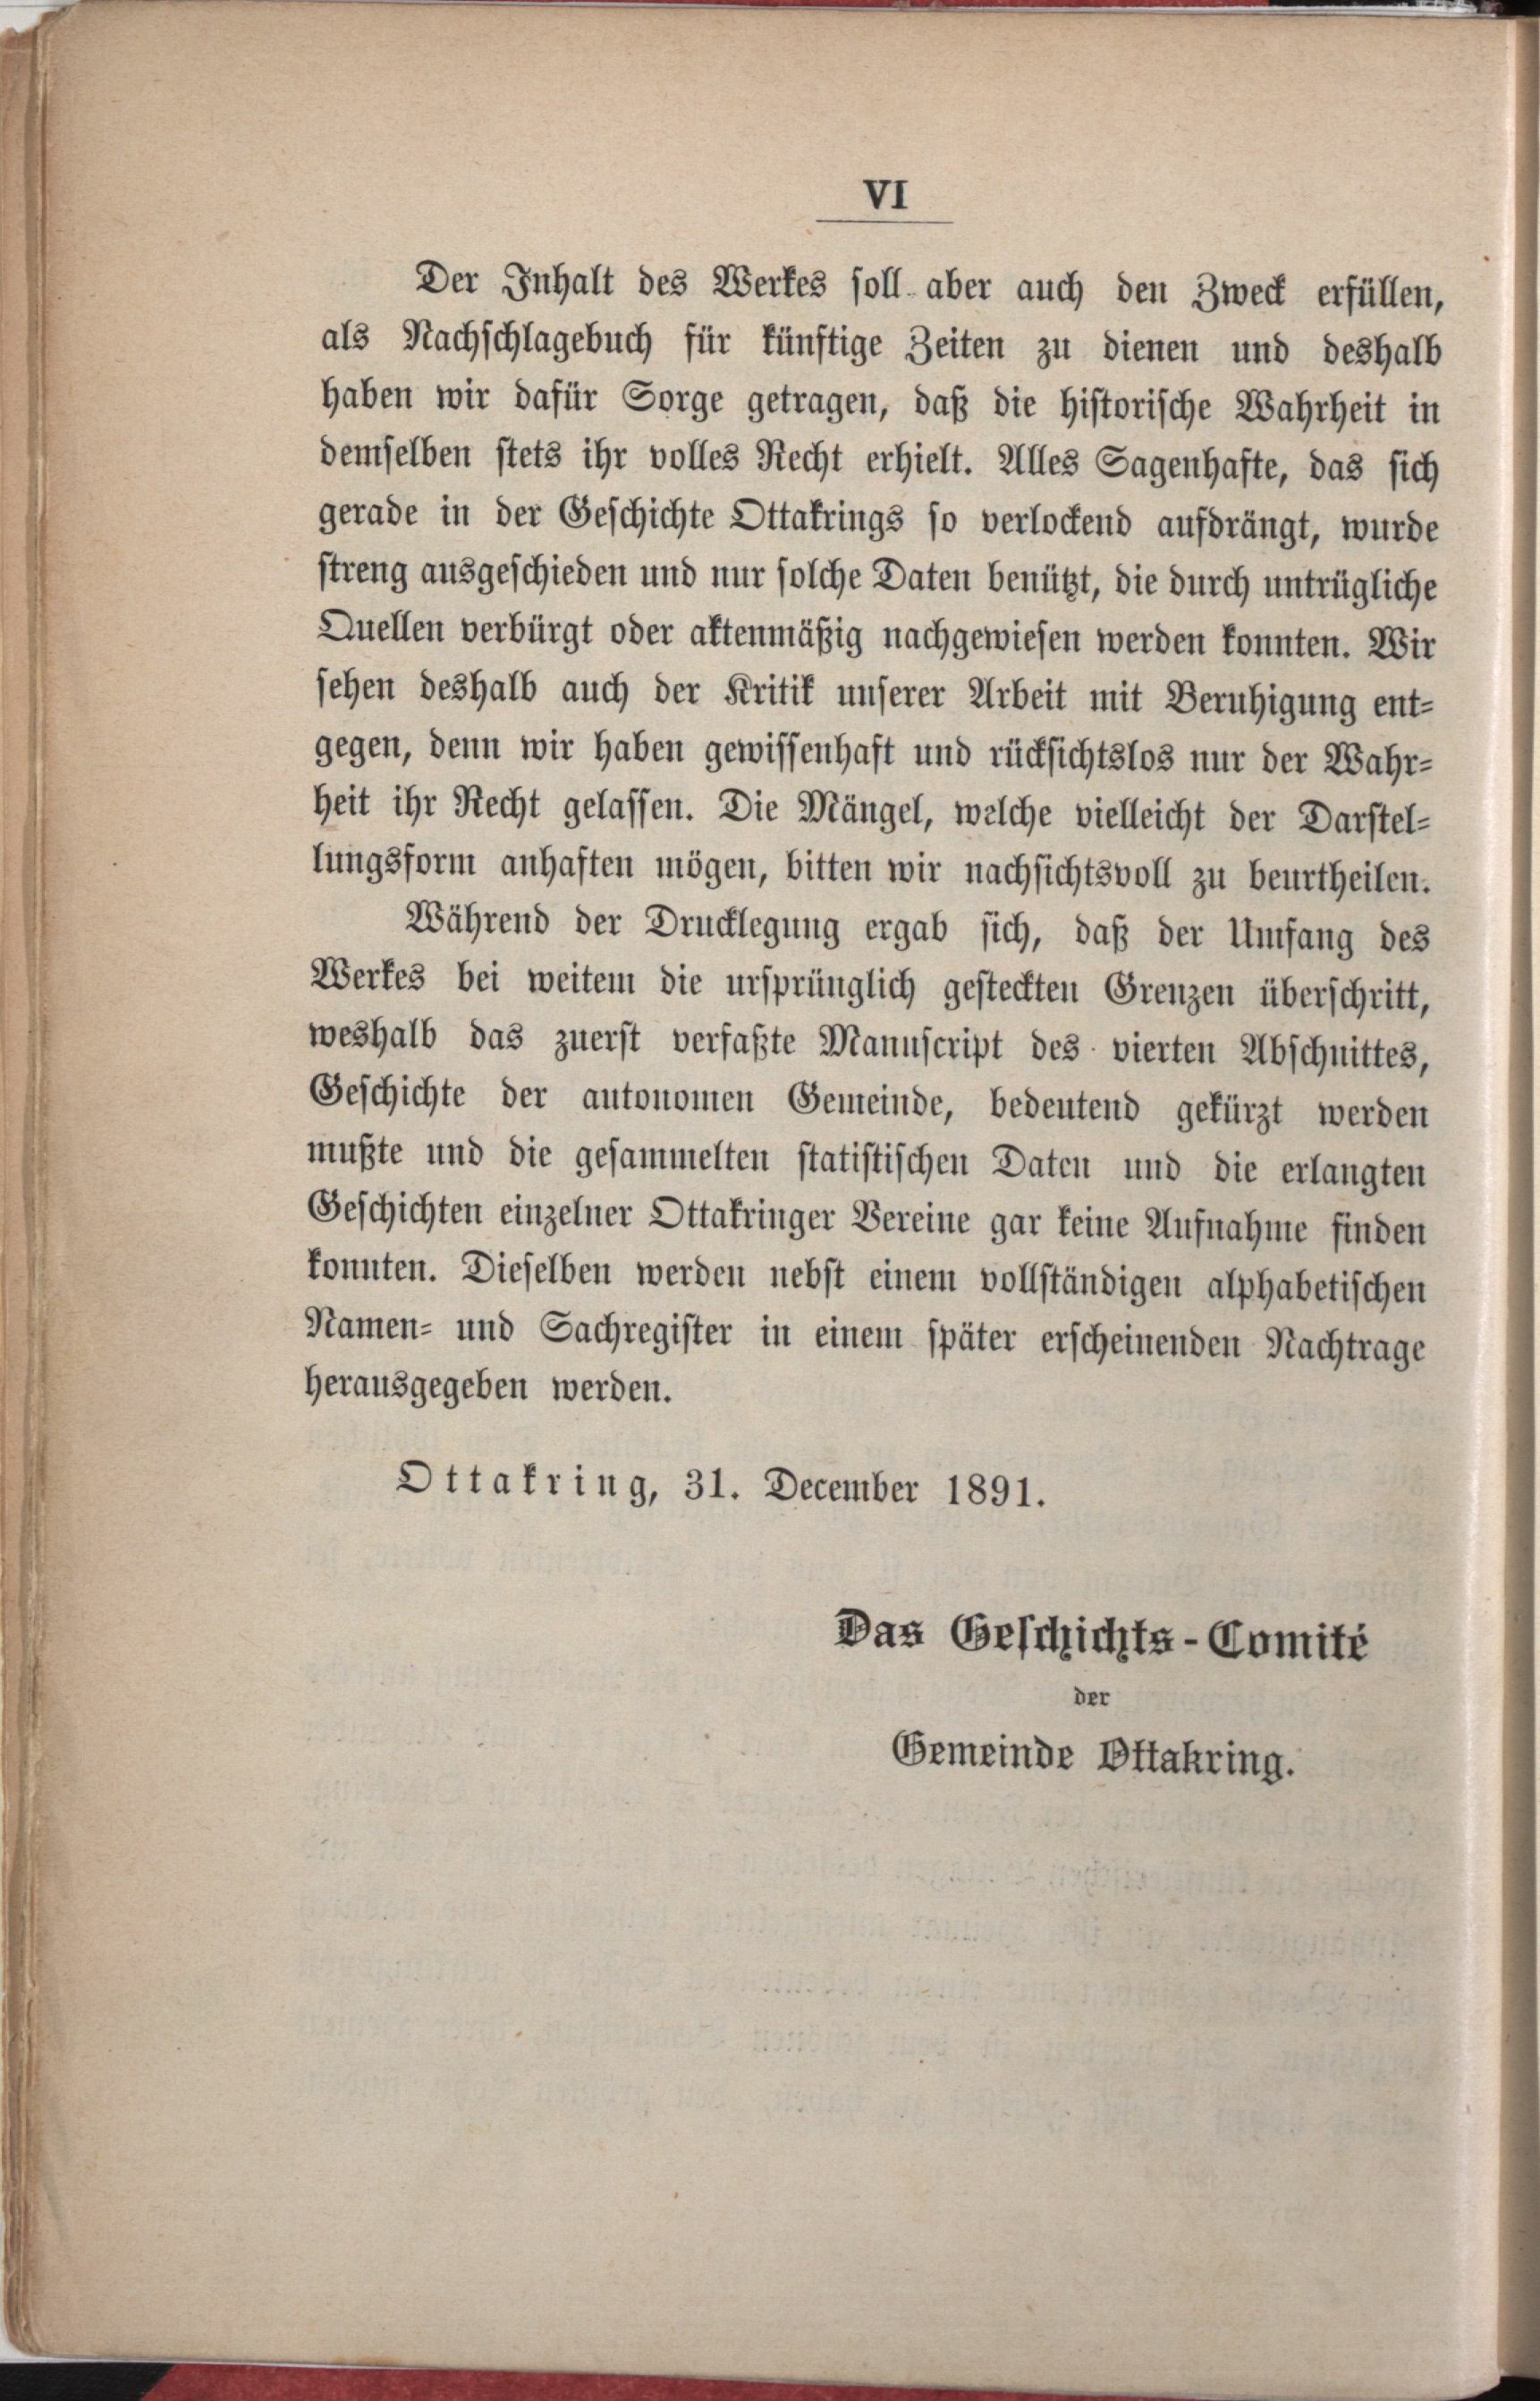 VI
Der Inhalt des Werkes soll aber auch den Zweck erfüllen,
als Nachschlagebuch für künftige Zeiten zu dienen und deshalb
haben wir dafür Sorge getragen, daß die historische Wahrheit in
demselben stets ihr volles Recht erhielt. Alles Sagenhafte, das sich
gerade in der Geschichte Ottakrings so verlockend aufdrängt, wurde
streng ausgeschieden und nur solche Daten benützt, die durch untrügliche
Quellen verbürgt oder aktenmäßig nachgewiesen werden konnten. Wir
sehen deshalb auch der Kritik unserer Arbeit mit Beruhigung ent-
gegen, denn wir haben gewissenhaft und rücksichtslos nur der Wahr-
heit ihr Recht gelassen. Die Mängel, welche vielleicht der Darstel-
lungsform anhaften mögen, bitten wir nachsichtsvoll zu beurtheilen.
Während der Drucklegung ergab sich, daß der Umfang des
Werkes bei weitem die ursprünglich gesteckten Grenzen überschritt,
weshalb das zuerst verfaßte Manuscript des vierten Abschnittes,
Geschichte der autonomen Gemeinde, bedeutend gekürzt werden
mußte und die gesammelten statistischen Daten und die erlangten
Geschichten einzelner Ottakringer Vereine gar keine Aufnahme finden
konnten. Dieselben werden nebst einem vollständigen alphabetischen
Namen- und Sachregister in einem später erscheinenden Nachtrage
herausgegeben werden.
Ottakring, 31. December 1891.
Das Geschichts-Comité
der
Gemeinde Ottakring.